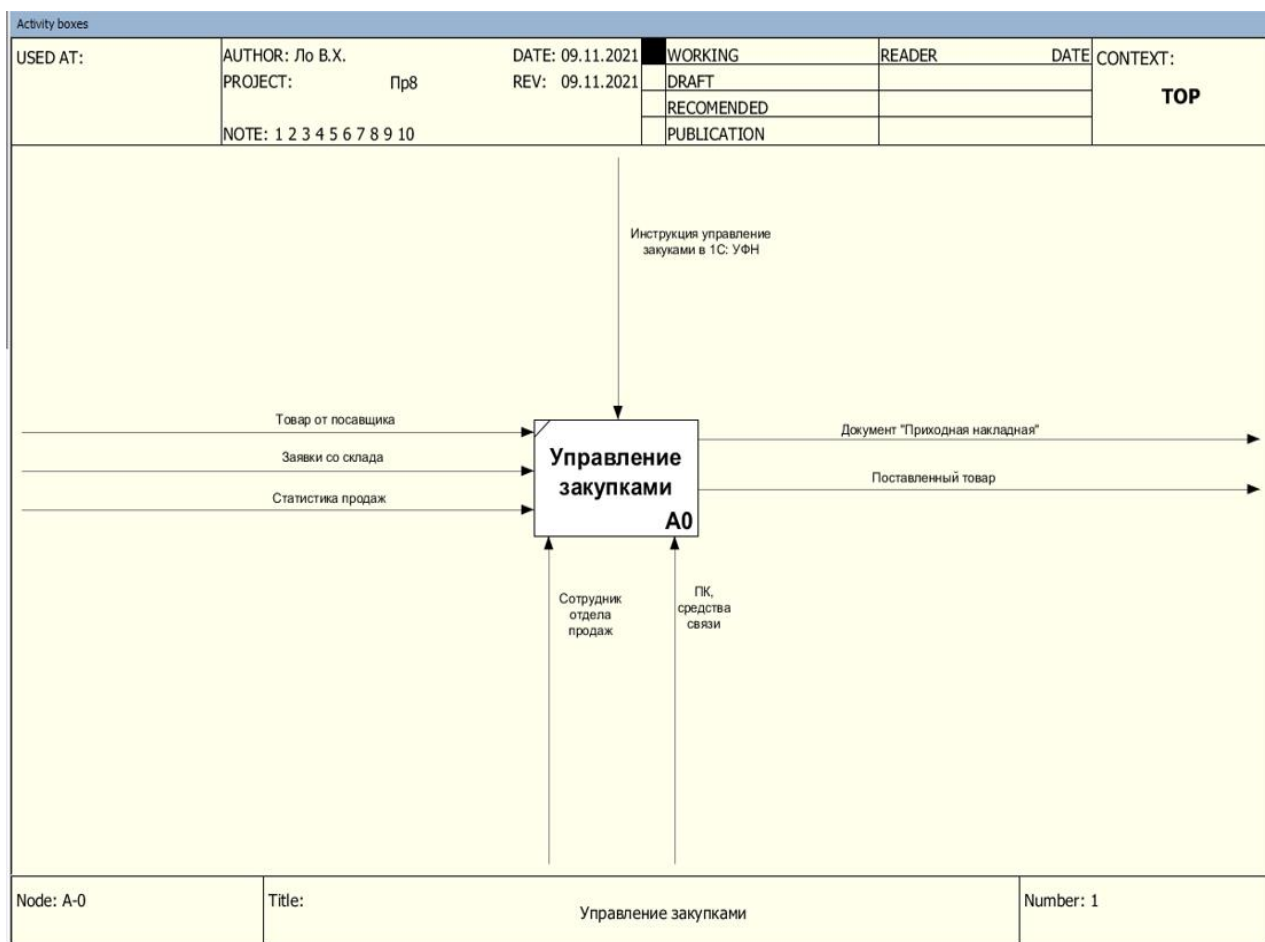 Activity boxes
USED AT:
AUTHOR: Ло В.Х.
DATE: 09.11.2021
WORKING
READER
DATE
CONTEXT:
PROJECT:
Пр8
REV: 09.11.2021
DRAFT
TOP
RECOMENDED
NOTE: 1 2 3 4 5 6 7 8 9 10
PUBLICATION
Инструкция управление
закуками в 1С: УФН
Товар от посавщика
Заявки со склада
Статистика продаж
Управление
закупками
A0
Документ "Приходная накладная"
Поставленный товар
Сотрудник
отдела
продаж
ПК,
средства
связи
Node: A-0
Title:
Управление закупками
Number: 1